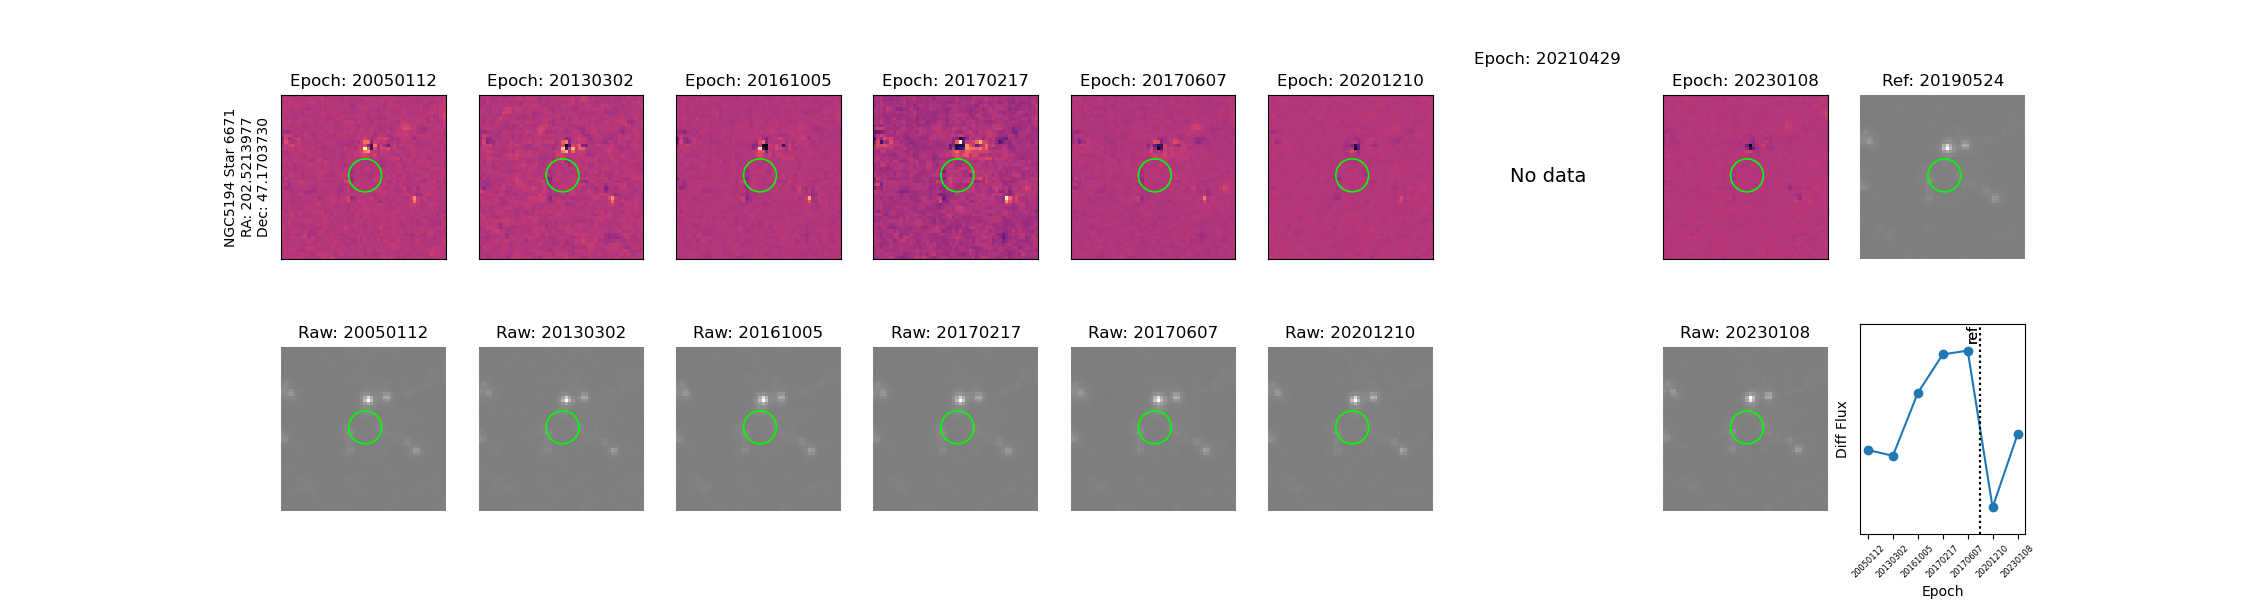 Epoch: 20210429
Epoch: 20050112
Epoch: 20130302
Epoch: 20161005
Epoch: 20170217
Epoch: 20170607
Epoch: 20201210
Epoch: 20230108
Ref: 20190524
NGC5194 Star 6671
RA: 202.5213977
Dec: 47.1703730
No data
Raw: 20050112
Raw: 20130302
Raw: 20161005
Raw: 20170217
Raw: 20170607
Raw: 20201210
Raw: 20230108
ref
Diff Flux
20050112
20130302
20161005
20170217
20170607
20201210
20230108
Epoch